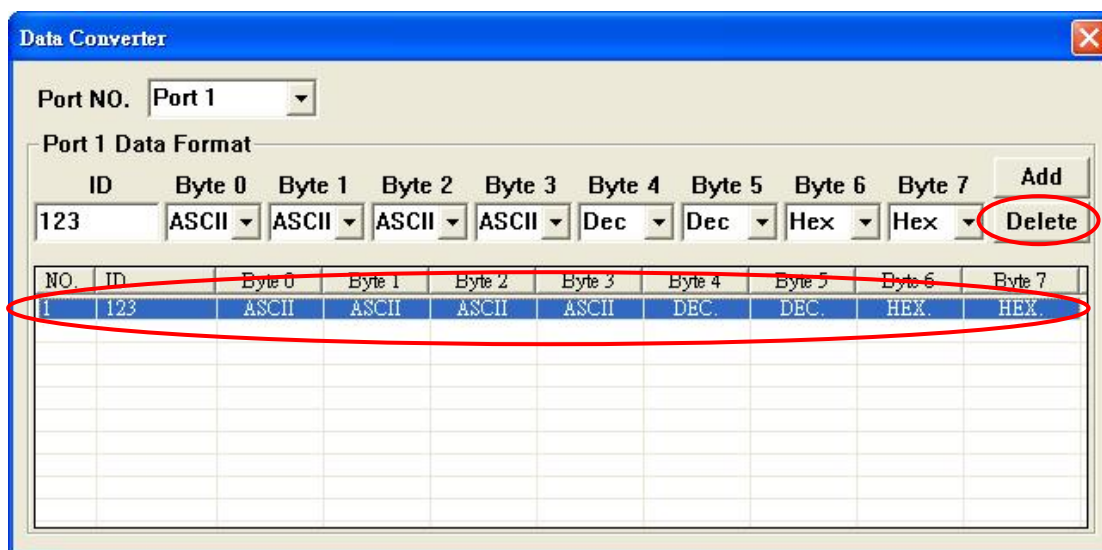 Data Converter
Port NO. Port 1
Port 1 Data Format
ID Byte 0 Byte 1 Byte 2 Byte 3 Byte 4 Byte 5 Byte 6 Byte 7 Add
123 ASCII ASCII ASCII ASCII Dec Dec Hex Hex Delete
NO. ID Byte 0 Byte 1 Byte 2 Byte 3 Byte 4 Byte 5 Byte 6 Byte 7
1 123 ASCII ASCII ASCII ASCII DEC. DEC. HEX. HEX.